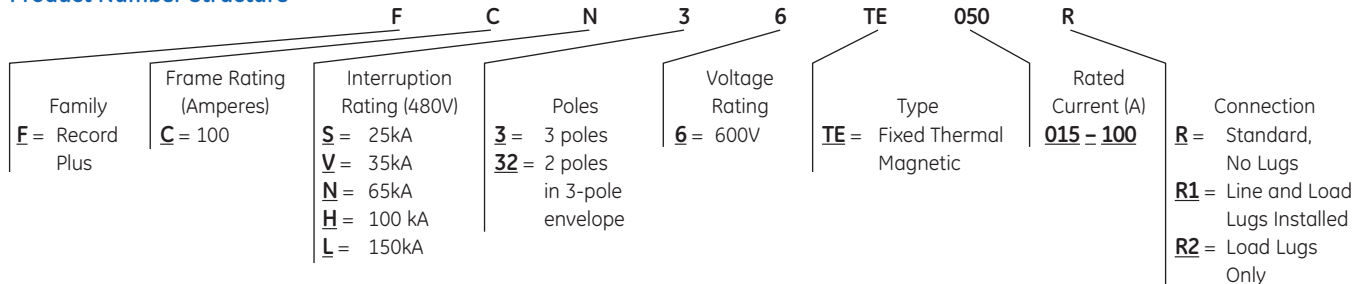 F C N 3 6 TE 050 R
Family
F = Record
Plus
Frame Rating
(Amperes)
C = 100
Interruption
Rating (480V)
S = 25kA
V = 35kA
N = 65kA
H = 100 kA
L = 150kA
Poles
3 = 3 poles
32 = 2 poles
in 3-pole
envelope
Voltage
Rating
6 = 600V
Type
TE = Fixed Thermal
Magnetic
Rated
Current (A)
015 – 100
Connection
R = Standard,
No Lugs
R1 = Line and Load
Lugs Installed
R2 = Load Lugs
Only